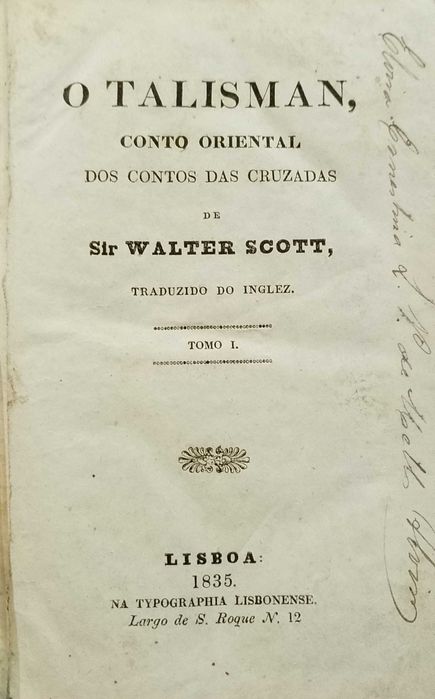 O TALISMAN,
CONTO ORIENTAL
DOS CONTOS DAS CRUZADAS
DE
Sir WALTER SCOTT,
TRADUZIDO DO INGLEZ.
TOMO I.
LISBOA:
1835.
NA TYPOGRAPHIA LISBONENSE.
Largo de S. Roque N. 12